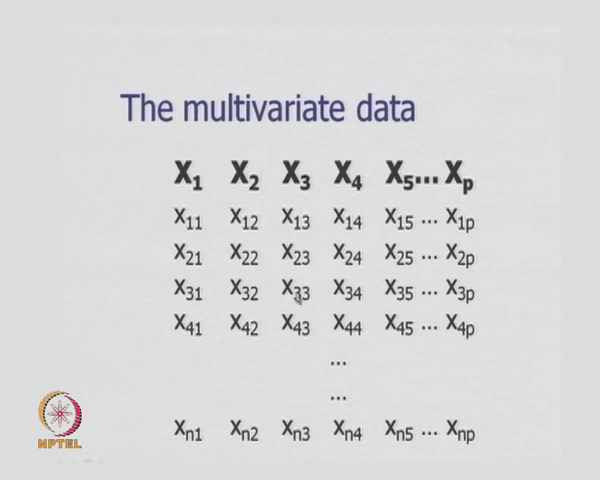 The multivariate data
X₁ X₂ X₃ X₄ X₅... Xₚ
x₁₁ x₁₂ x₁₃ x₁₄ x₁₅ ... x₁ₚ
x₂₁ x₂₂ x₂₃ x₂₄ x₂₅ ... x₂ₚ
x₃₁ x₃₂ x₃₃ x₃₄ x₃₅ ... x₃ₚ
x₄₁ x₄₂ x₄₃ x₄₄ x₄₅ ... x₄ₚ
...
...
xₙ₁ xₙ₂ xₙ₃ xₙ₄ xₙ₅ ... xₙₚ
NPTEL